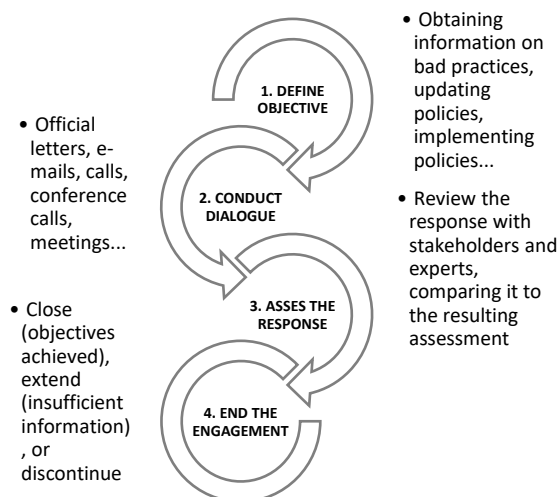 1. DEFINE
OBJECTIVE
• Obtaining
information on
bad practices,
updating
policies,
implementing
policies...
2. CONDUCT
DIALOGUE
• Official
letters, e-
mails, calls,
conference
calls,
meetings...
3. ASSES THE
RESPONSE
• Review the
response with
stakeholders and
experts,
comparing it to
the resulting
assessment
4. END THE
ENGAGEMENT
• Close
(objectives
achieved),
extend
(insufficient
information)
, or
discontinue